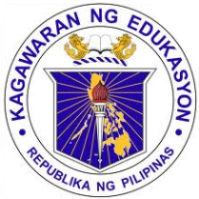 KAGAWARAN NG EDUKASYON
REPUBLIKA NG PILIPINAS